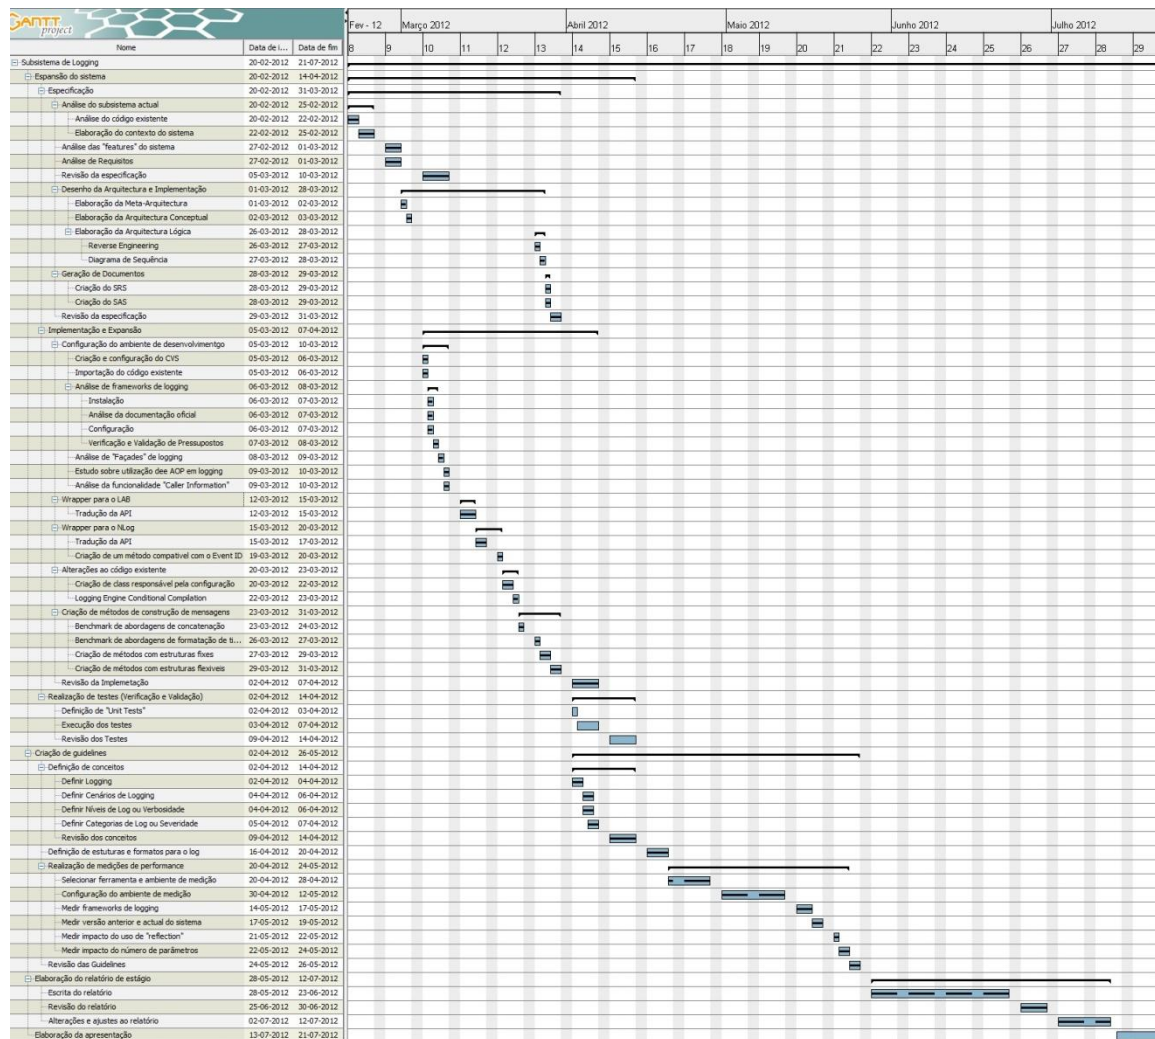 GANTT
project
Fev - 12 Março 2012 Abril 2012 Maio 2012 Junho 2012 Julho 2012
Nome Data de i... Data de fim 8 9 10 11 12 13 14 15 16 17 18 19 20 21 22 23 24 25 26 27 28 29
Subsistema de Logging 20-02-2012 21-07-2012
Espansão do sistema 20-02-2012 14-04-2012
Especificação 20-02-2012 31-03-2012
Análise do subsistema actual 20-02-2012 25-02-2012
Análise do código existente 20-02-2012 22-02-2012
Elaboração do contexto do sistema 22-02-2012 25-02-2012
Análise das "features" do sistema 27-02-2012 01-03-2012
Análise de Requisitos 27-02-2012 01-03-2012
Revisão da especificação 05-03-2012 10-03-2012
Desenho da Arquitectura e Implementação 01-03-2012 28-03-2012
Elaboração da Meta-Arquitectura 01-03-2012 02-03-2012
Elaboração da Arquitectura Conceptual 02-03-2012 03-03-2012
Elaboração da Arquitectura Lógica 26-03-2012 28-03-2012
Reverse Engineering 26-03-2012 27-03-2012
Diagrama de Sequência 27-03-2012 28-03-2012
Geração de Documentos 28-03-2012 29-03-2012
Criação do SRS 28-03-2012 29-03-2012
Criação do SAS 28-03-2012 29-03-2012
Revisão da especificação 29-03-2012 31-03-2012
Implementação e Expansão 05-03-2012 07-04-2012
Configuração do ambiente de desenvolvimentgo 05-03-2012 10-03-2012
Criação e configuração do CVS 05-03-2012 06-03-2012
Importação do código existente 05-03-2012 06-03-2012
Análise de frameworks de logging 06-03-2012 08-03-2012
Instalação 06-03-2012 07-03-2012
Análise da documentação oficial 06-03-2012 07-03-2012
Configuração 06-03-2012 07-03-2012
Verificação e Validação de Pressupostos 07-03-2012 08-03-2012
Análise de "Façades" de logging 08-03-2012 09-03-2012
Estudo sobre utilização dee AOP em logging 09-03-2012 10-03-2012
Análise da funcionalidade "Caller Information" 09-03-2012 10-03-2012
Wrapper para o LAB 12-03-2012 15-03-2012
Tradução da API 12-03-2012 15-03-2012
Wrapper para o NLog 15-03-2012 20-03-2012
Tradução da API 15-03-2012 17-03-2012
Criação de um método compativel com o Event ID 19-03-2012 20-03-2012
Alterações ao código existente 20-03-2012 23-03-2012
Criação de class responsável pela configuração 20-03-2012 22-03-2012
Logging Engine Conditional Compilation 22-03-2012 23-03-2012
Criação de métodos de construção de mensagens 23-03-2012 31-03-2012
Benchmark de abordagens de concatenação 23-03-2012 24-03-2012
Benchmark de abordagens de formatação de ti... 26-03-2012 27-03-2012
Criação de métodos com estruturas fixes 27-03-2012 29-03-2012
Criação de métodos com estruturas flexiveis 29-03-2012 31-03-2012
Revisão da Implemetação 02-04-2012 07-04-2012
Realização de testes (Verificação e Validação) 02-04-2012 14-04-2012
Definição de "Unit Tests" 02-04-2012 03-04-2012
Execução dos testes 03-04-2012 07-04-2012
Revisão dos Testes 09-04-2012 14-04-2012
Criação de guidelines 02-04-2012 26-05-2012
Definição de conceitos 02-04-2012 14-04-2012
Definir Logging 02-04-2012 04-04-2012
Definir Cenários de Logging 04-04-2012 06-04-2012
Definir Níveis de Log ou Verbosidade 04-04-2012 06-04-2012
Definir Categorias de Log ou Severidade 05-04-2012 07-04-2012
Revisão dos conceitos 09-04-2012 14-04-2012
Definição de estuturas e formatos para o log 16-04-2012 20-04-2012
Realização de medições de performance 20-04-2012 24-05-2012
Selecionar ferramenta e ambiente de medição 20-04-2012 28-04-2012
Configuração do ambiente de medição 30-04-2012 12-05-2012
Medir frameworks de logging 14-05-2012 17-05-2012
Medir versão anterior e actual do sistema 17-05-2012 19-05-2012
Medir impacto do uso de "reflection" 21-05-2012 22-05-2012
Medir impacto do número de parâmetros 22-05-2012 24-05-2012
Revisão das Guidelines 24-05-2012 26-05-2012
Elaboração do relatório de estágio 28-05-2012 12-07-2012
Escrita do relatório 28-05-2012 23-06-2012
Revisão do relatório 25-06-2012 30-06-2012
Alterações e ajustes ao relatório 02-07-2012 12-07-2012
Elaboração da apresentação 13-07-2012 21-07-2012